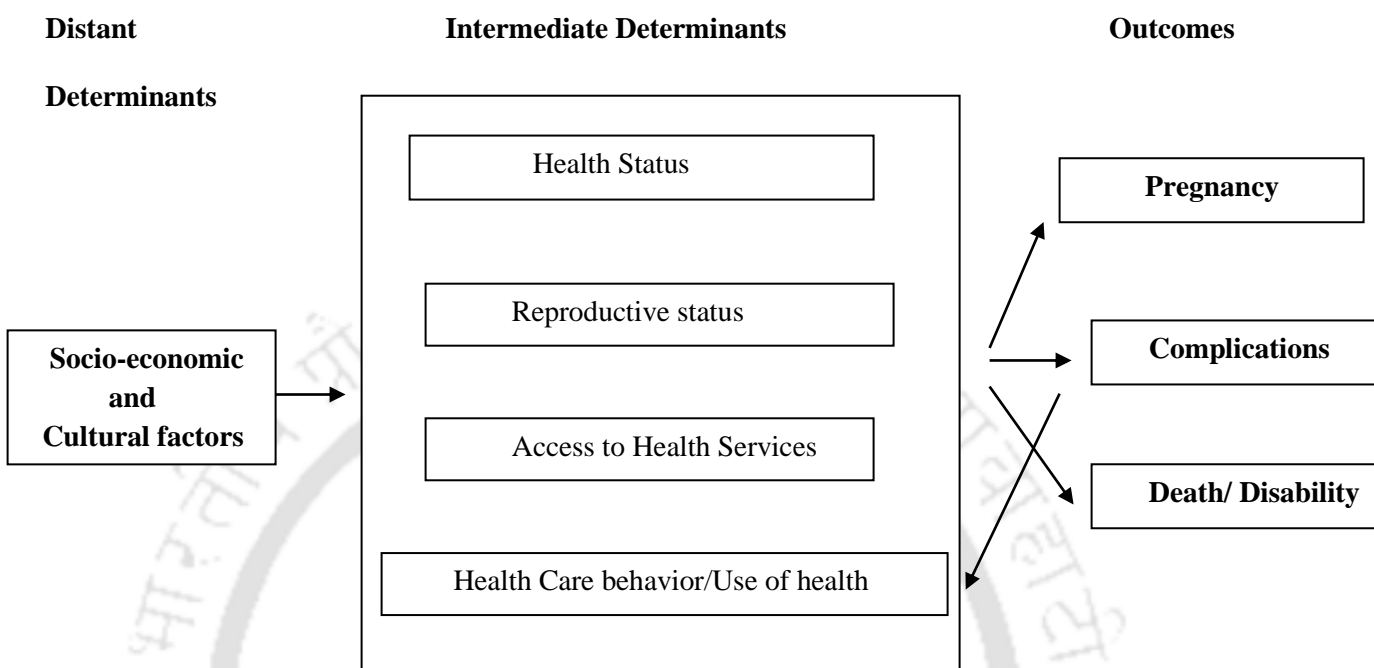 Distant Intermediate Determinants Outcomes
Determinants
Health Status
Pregnancy
Reproductive status
Socio-economic
and
Cultural factors
Complications
Access to Health Services
Death/ Disability
Health Care behavior/Use of health